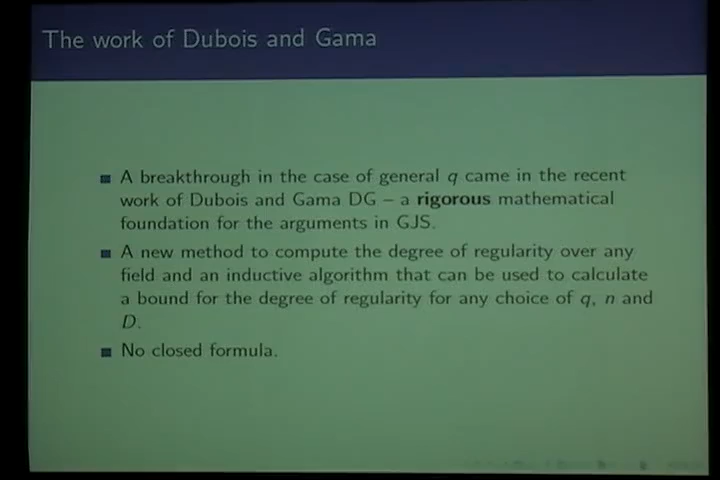 The work of Dubois and Gama
A breakthrough in the case of general q came in the recent
work of Dubois and Gama DG – a rigorous mathematical
foundation for the arguments in GJS.
A new method to compute the degree of regularity over any
field and an inductive algorithm that can be used to calculate
a bound for the degree of regularity for any choice of q, n and
D.
No closed formula.